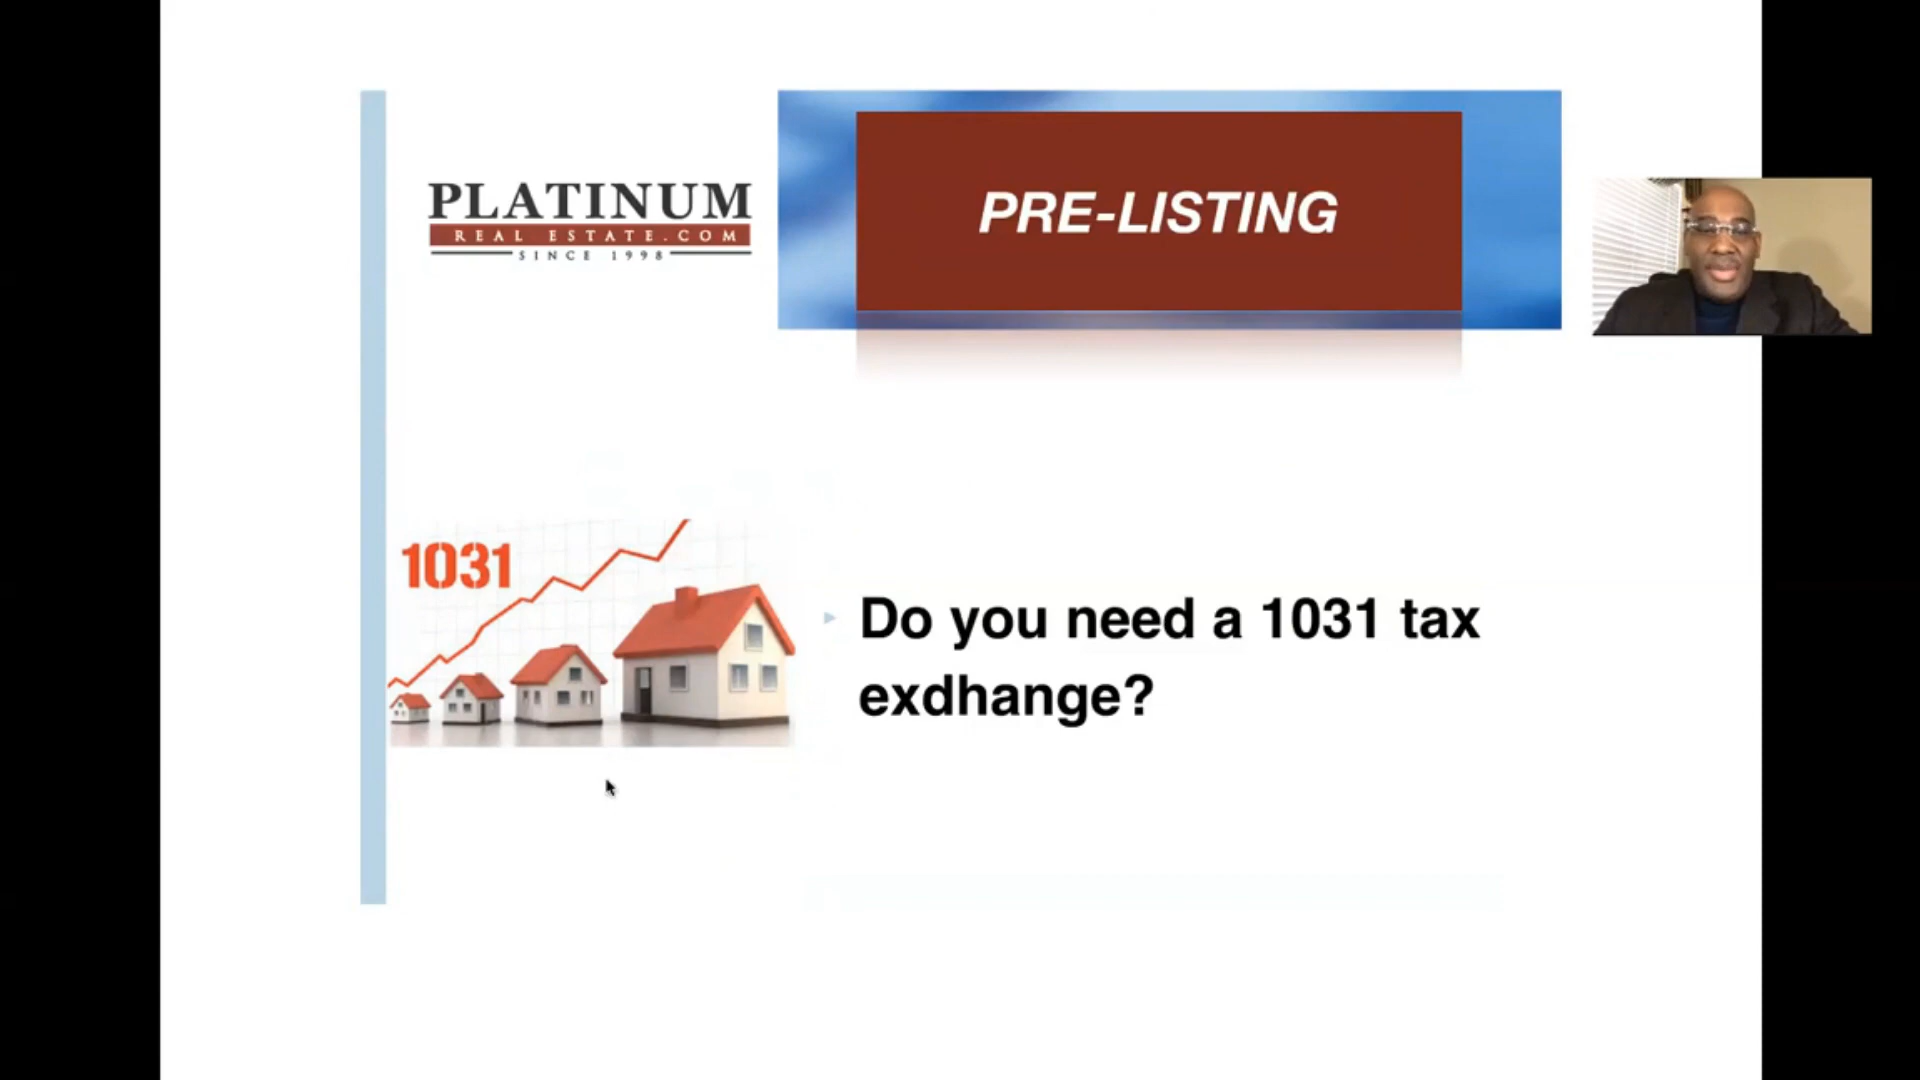 PLATINUM
REAL ESTATE.COM
SINCE 1998
PRE-LISTING
1031
Do you need a 1031 tax
exdhange?